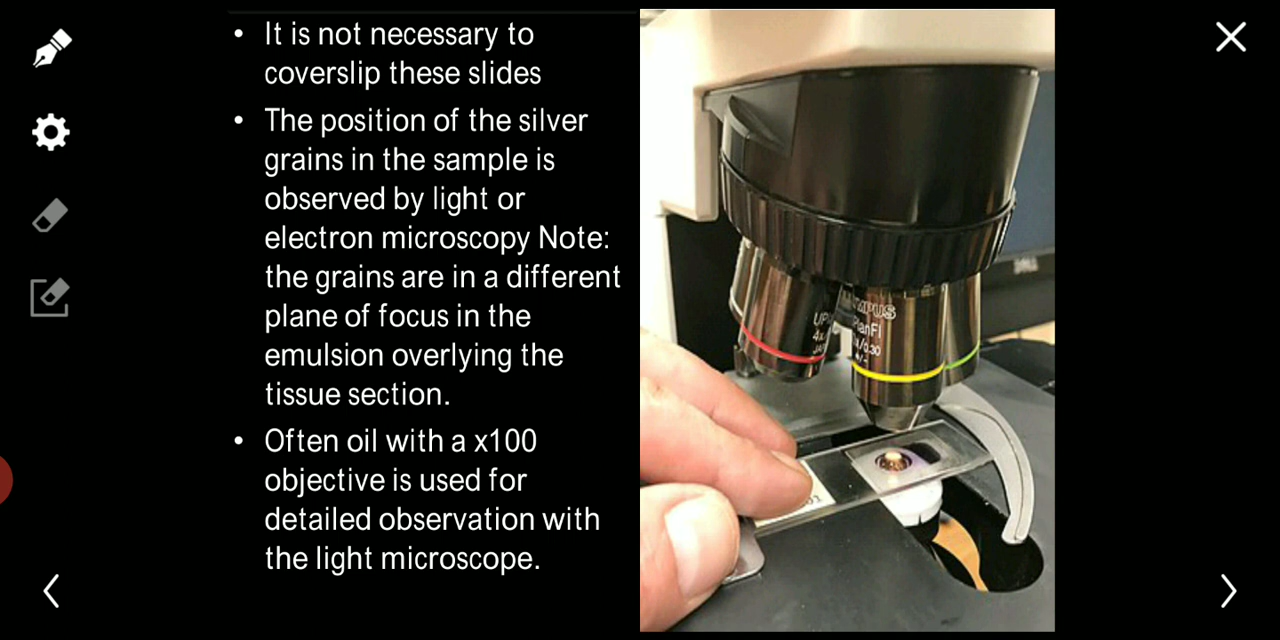 • It is not necessary to
coverslip these slides
• The position of the silver
grains in the sample is
observed by light or
electron microscopy Note:
the grains are in a different
plane of focus in the
emulsion overlying the
tissue section.
• Often oil with a x100
objective is used for
detailed observation with
the light microscope.
PlanFl